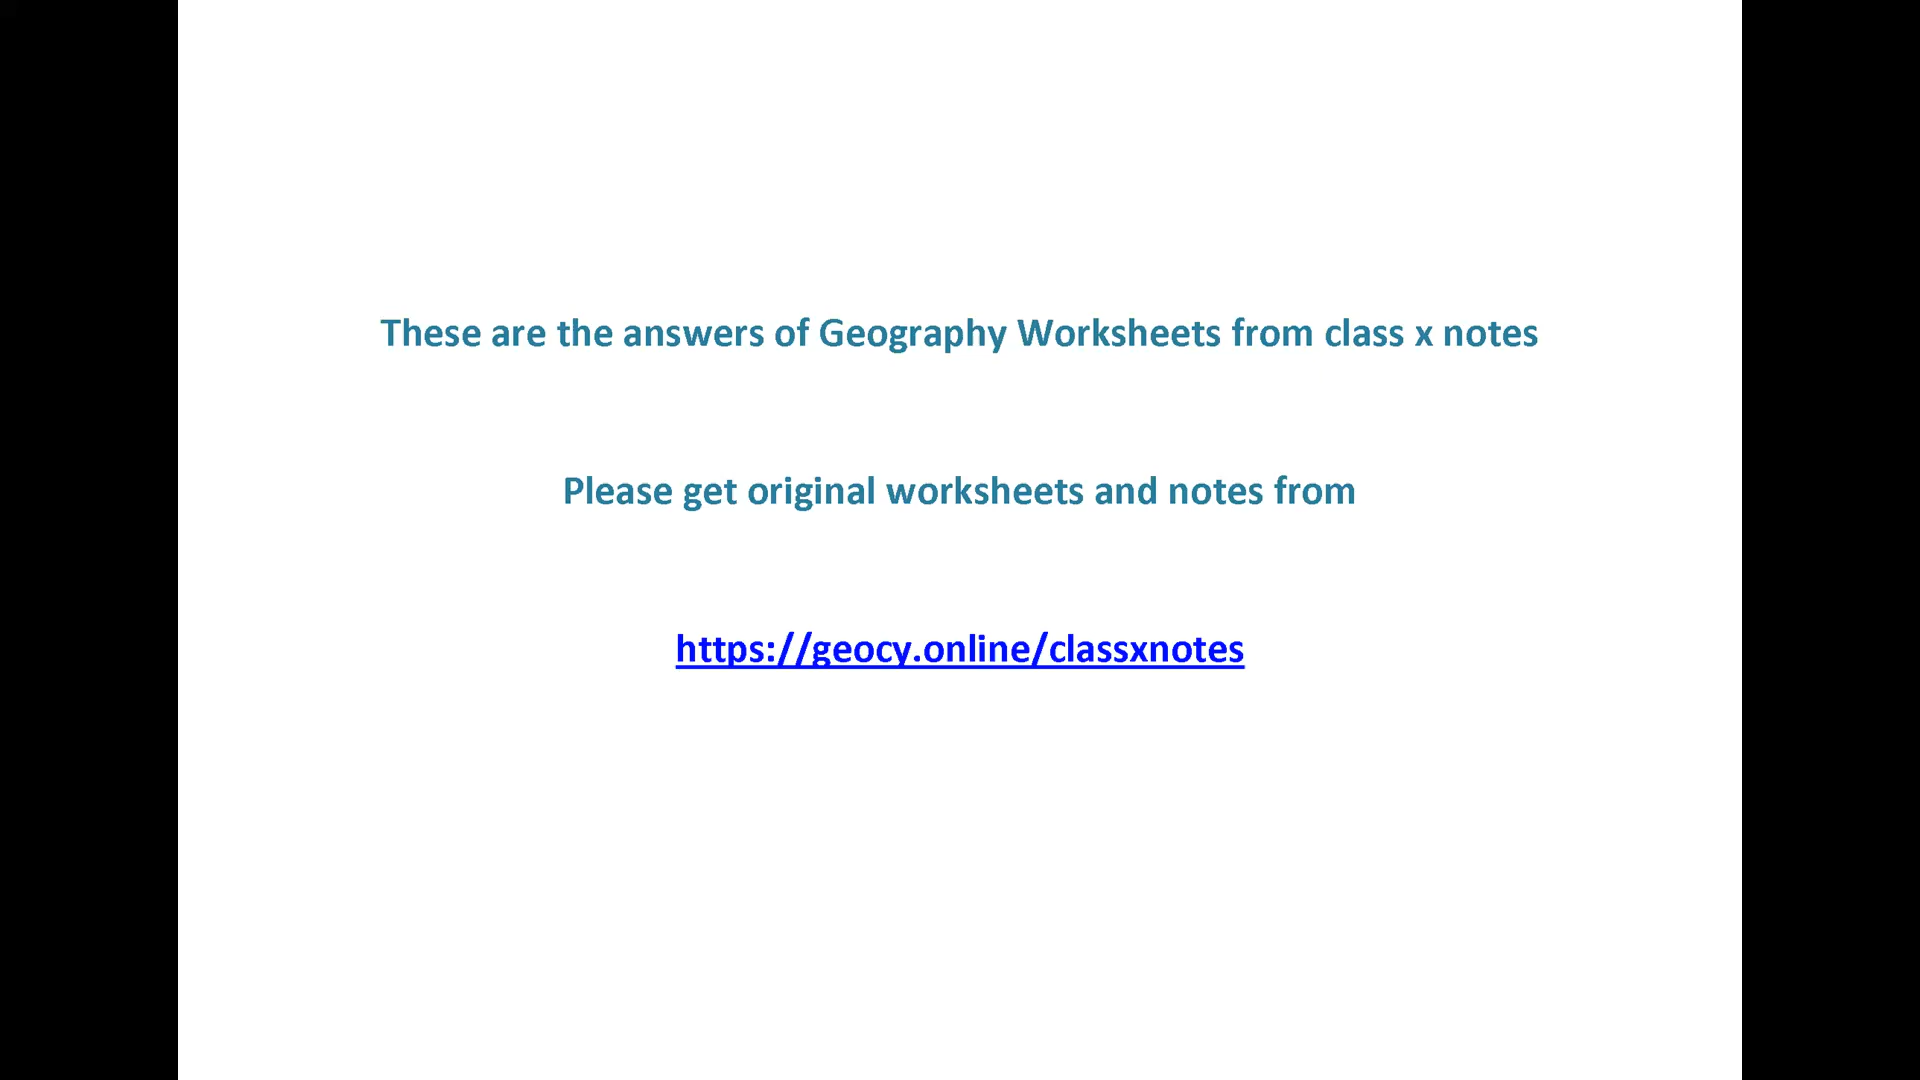 These are the answers of Geography Worksheets from class x notes
Please get original worksheets and notes from
https://geocy.online/classxnotes